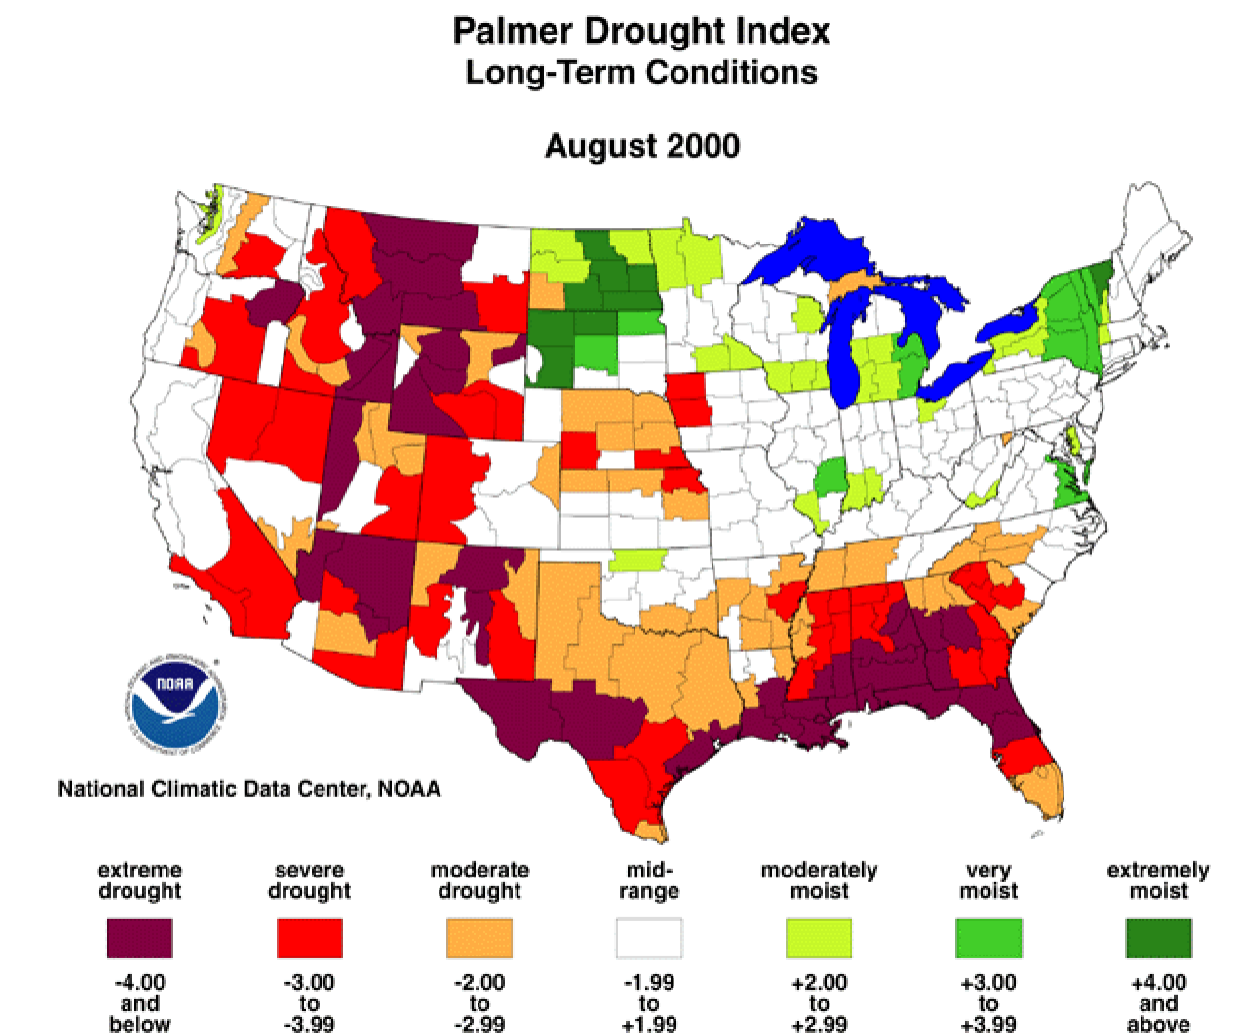 Palmer Drought Index
Long-Term Conditions
August 2000
NOAA
National Climatic Data Center, NOAA
extreme drought
severe drought
moderate drought
mid-range
moderately moist
very moist
extremely moist
-4.00 and below
-3.00 to -3.99
-2.00 to -2.99
-1.99 to +1.99
+2.00 to +2.99
+3.00 to +3.99
+4.00 and above